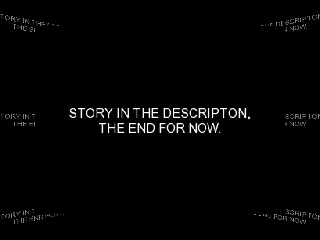 STORY IN THE DESCRIPTON,
THE END FOR NOW.